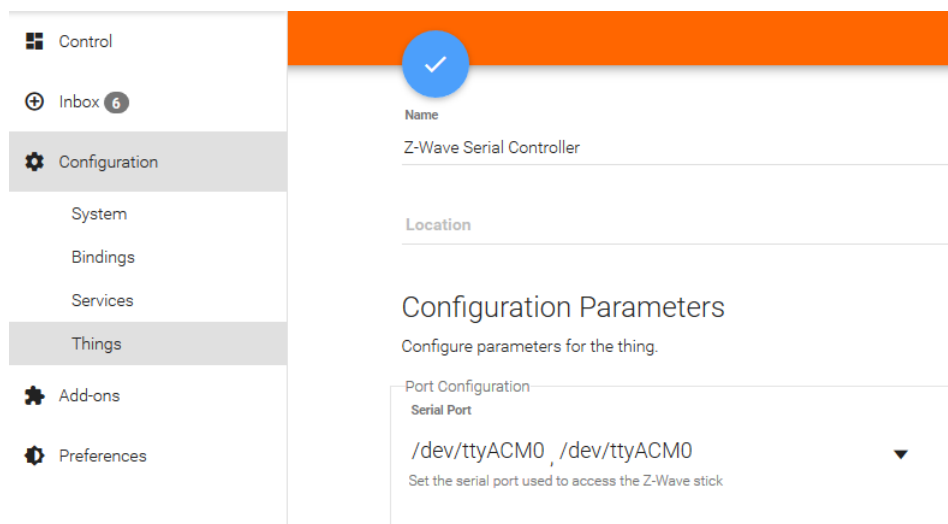 Control
Inbox 6
Configuration
System
Bindings
Services
Things
Add-ons
Preferences
Name
Z-Wave Serial Controller
Location
Configuration Parameters
Configure parameters for the thing.
Port Configuration
Serial Port
/dev/ttyACM0 , /dev/ttyACM0
Set the serial port used to access the Z-Wave stick